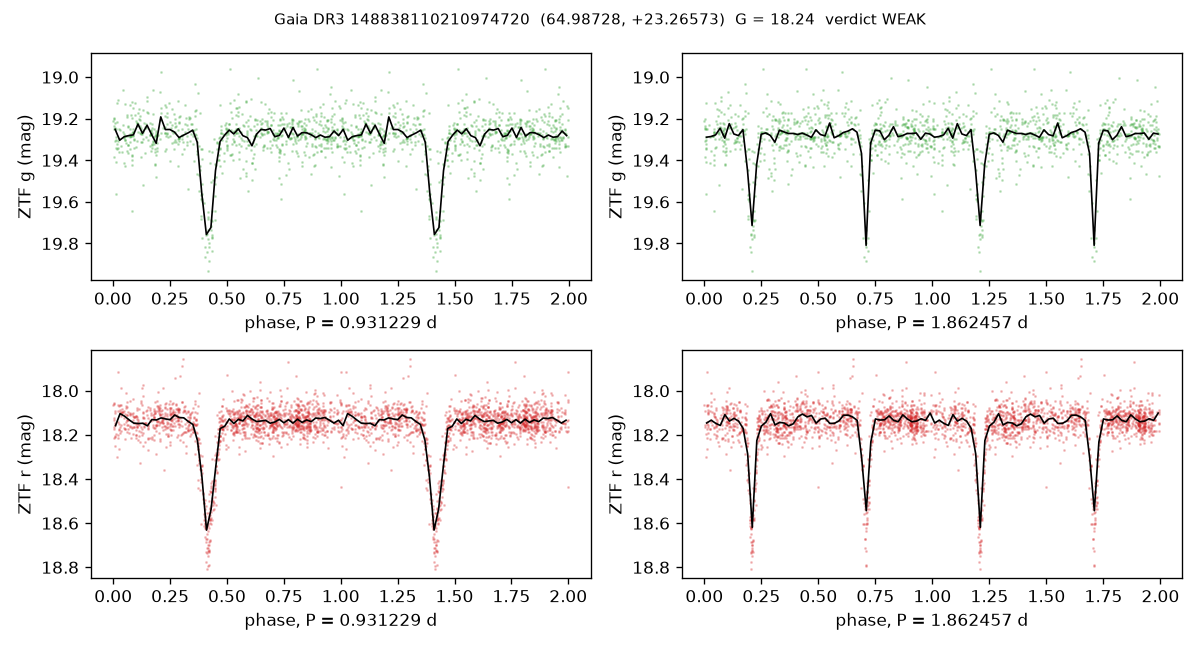 Gaia DR3 148838110210974720 (64.98728, +23.26573) G = 18.24 verdict WEAK
ZTF g (mag)
19.0
19.2
19.4
19.6
19.8
0.00 0.25 0.50 0.75 1.00 1.25 1.50 1.75 2.00
phase, P = 0.931229 d
ZTF g (mag)
19.0
19.2
19.4
19.6
19.8
0.00 0.25 0.50 0.75 1.00 1.25 1.50 1.75 2.00
phase, P = 1.862457 d
ZTF r (mag)
18.0
18.2
18.4
18.6
18.8
0.00 0.25 0.50 0.75 1.00 1.25 1.50 1.75 2.00
phase, P = 0.931229 d
ZTF r (mag)
18.0
18.2
18.4
18.6
18.8
0.00 0.25 0.50 0.75 1.00 1.25 1.50 1.75 2.00
phase, P = 1.862457 d